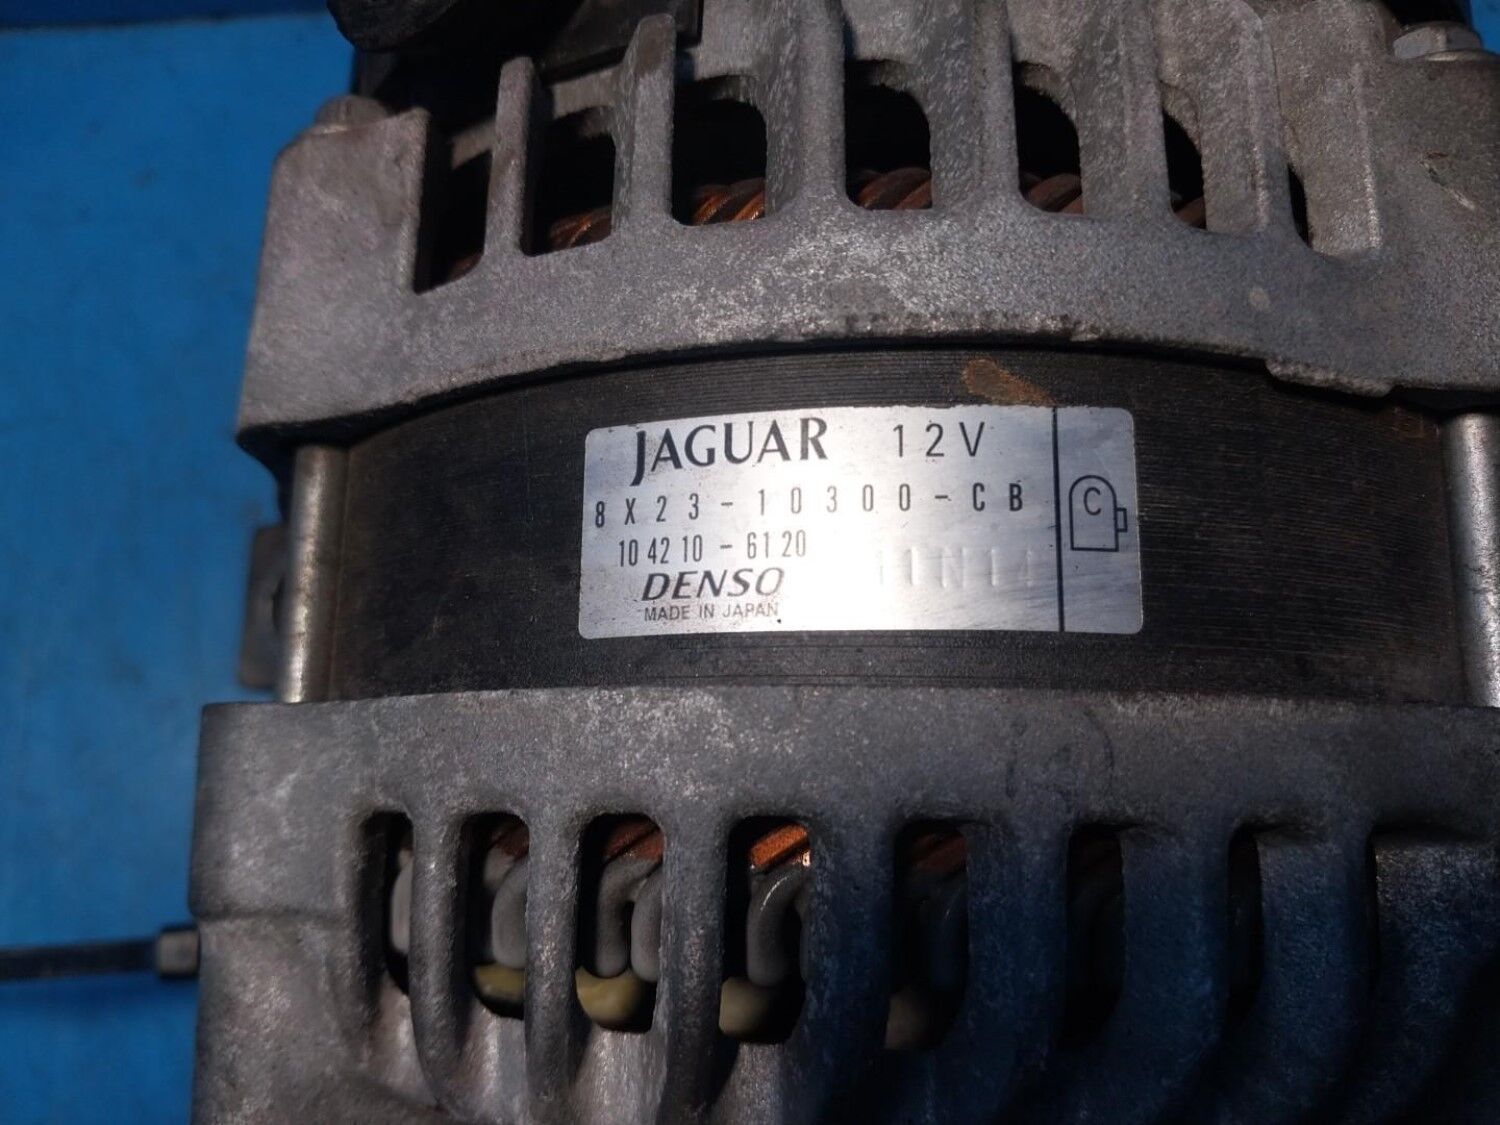 JAGUAR 12V
8X23-10300-CB
104210-6120
DENSO
MADE IN JAPAN
C